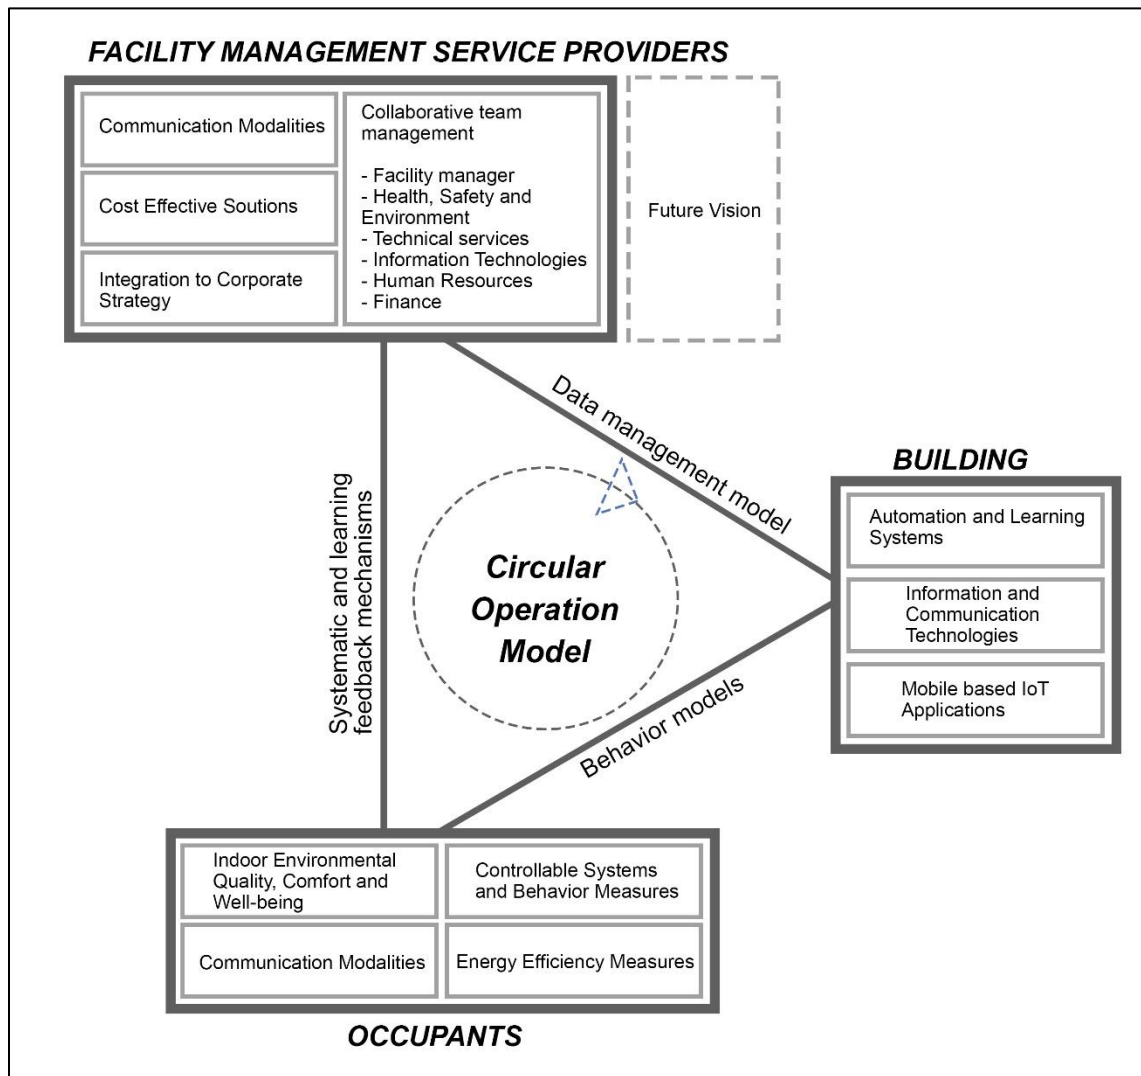 FACILITY MANAGEMENT SERVICE PROVIDERS
Communication Modalities
Cost Effective Soutions
Integration to Corporate
Strategy
Collaborative team
management
- Facility manager
- Health, Safety and
Environment
- Technical services
- Information Technologies
- Human Resources
- Finance
Future Vision
Data management model
BUILDING
Automation and Learning
Systems
Information and
Communication
Technologies
Mobile based IoT
Applications
Systematic and learning
feedback mechanisms
Circular
Operation
Model
Behavior models
Indoor Environmental
Quality, Comfort and
Well-being
Controllable Systems
and Behavior Measures
Communication Modalities
Energy Efficiency Measures
OCCUPANTS